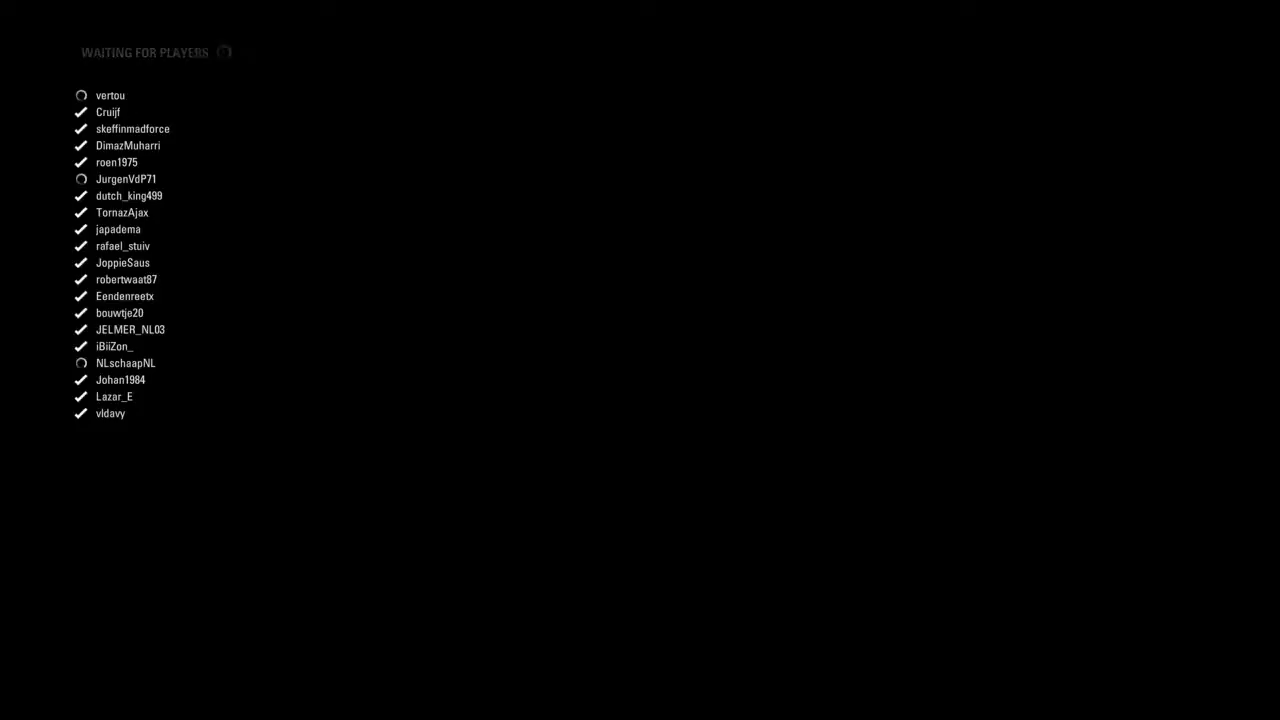 WAITING FOR PLAYERS
vertou
Cruijf
skeffinmadforce
DimazMuharri
roen1975
JurgenVdP71
dutch_king499
TornazAjax
japadema
rafael_stuiv
JoppieSaus
robertwaat87
Eendenreetx
bouwtje20
JELMER_NL03
iBiiZon_
NLschaapNL
Johan1984
Lazar_E
vldavy